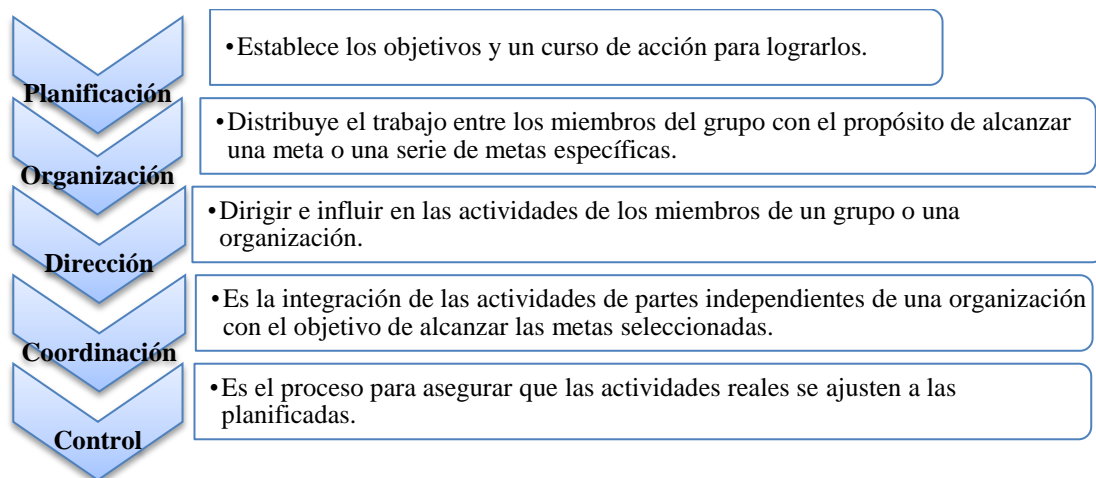 Planificación
•Establece los objetivos y un curso de acción para lograrlos.
Organización
•Distribuye el trabajo entre los miembros del grupo con el propósito de alcanzar
una meta o una serie de metas específicas.
Dirección
•Dirigir e influir en las actividades de los miembros de un grupo o una
organización.
Coordinación
•Es la integración de las actividades de partes independientes de una organización
con el objetivo de alcanzar las metas seleccionadas.
Control
•Es el proceso para asegurar que las actividades reales se ajusten a las
planificadas.